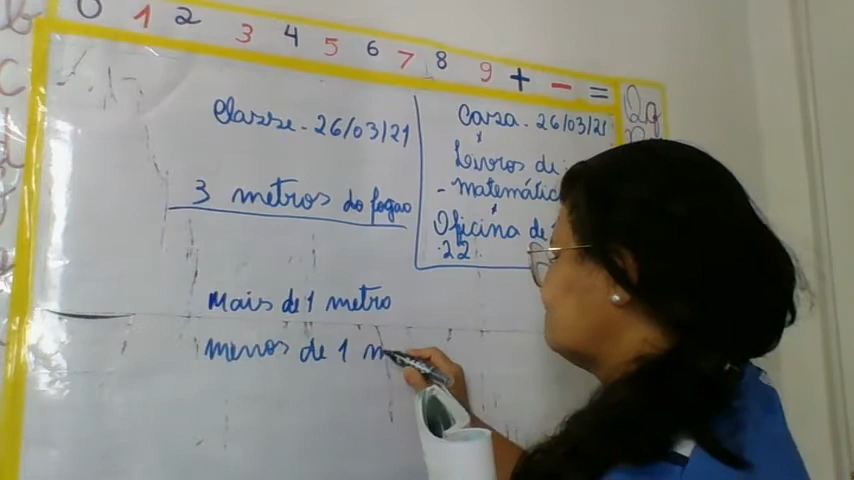 0 1 2 3 4 5 6 7 8 9 + - =
Classe - 26/03/21
3 metros do fogao
Mais de 1 metro
menos de 1 m
Casa - 26/03/21
Livros de
- matemátic
Oficina de
22